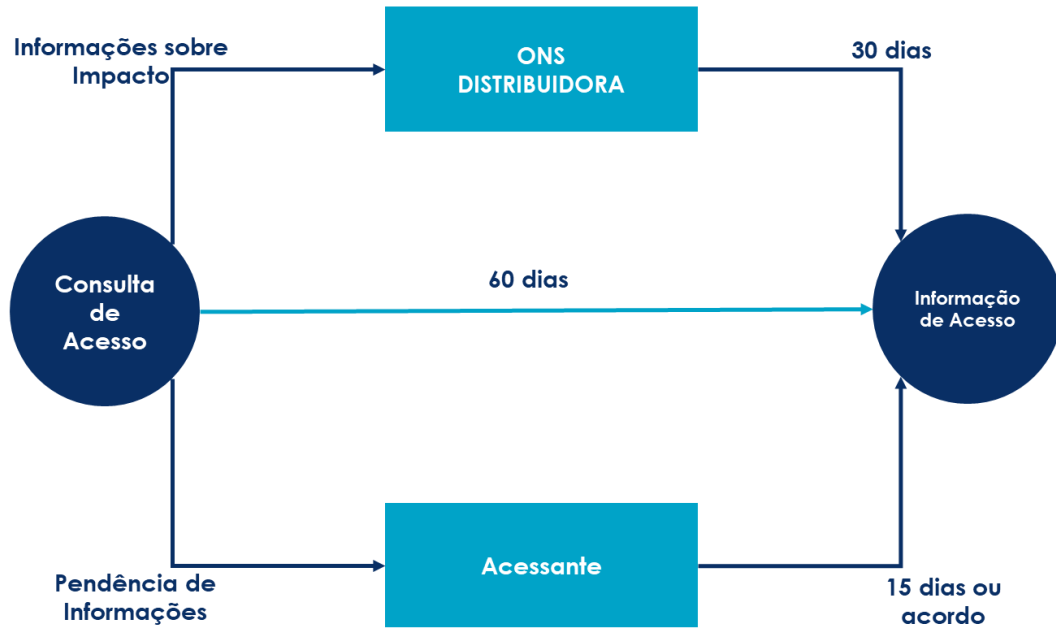 Informações sobre
Impacto
ONS
DISTRIBUIDORA
30 dias
Consulta
de
Acesso
60 dias
Informação
de Acesso
Pendência de
Informações
Acessante
15 dias ou
acordo